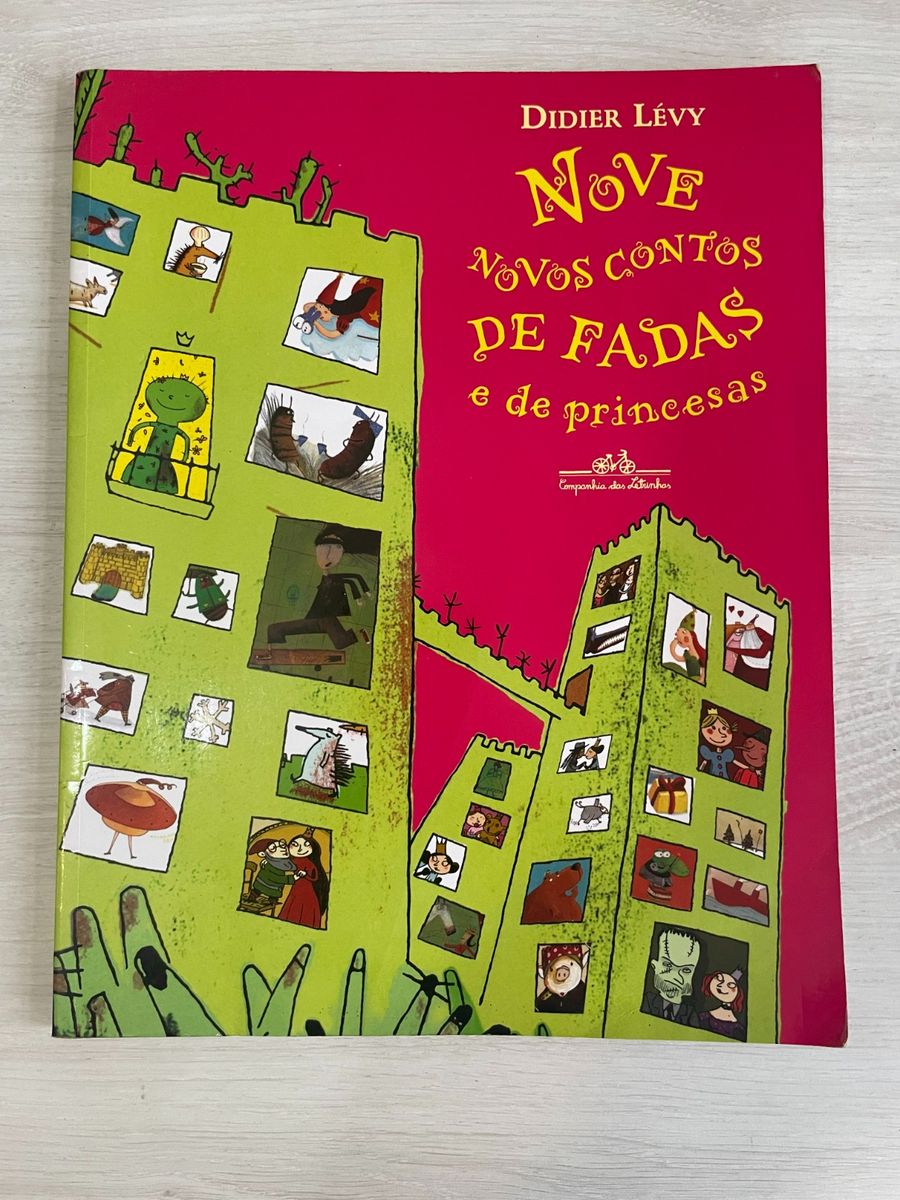 DIDIER LÉVY
NOVE
NOVOS CONTOS
DE FADAS
e de princesas
Companhia das Letrinhas